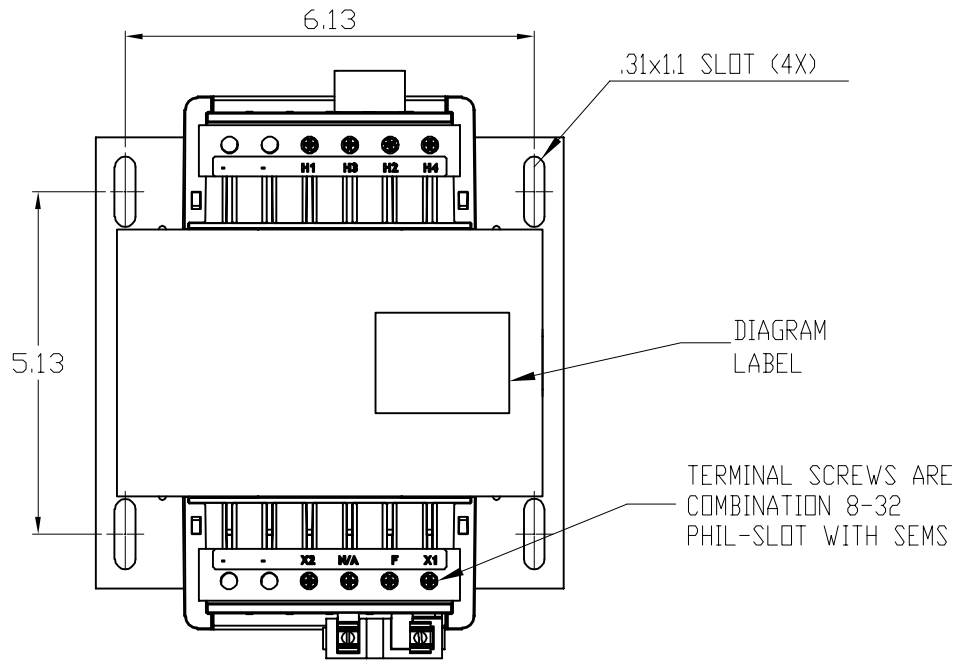 6.13
.31x1.1 SLOT (4X)
- - H1 H3 H2 H4
5.13
DIAGRAM
LABEL
TERMINAL SCREWS ARE
COMBINATION 8-32
PHIL-SLOT WITH SEMS
- - X2 N/A F X1